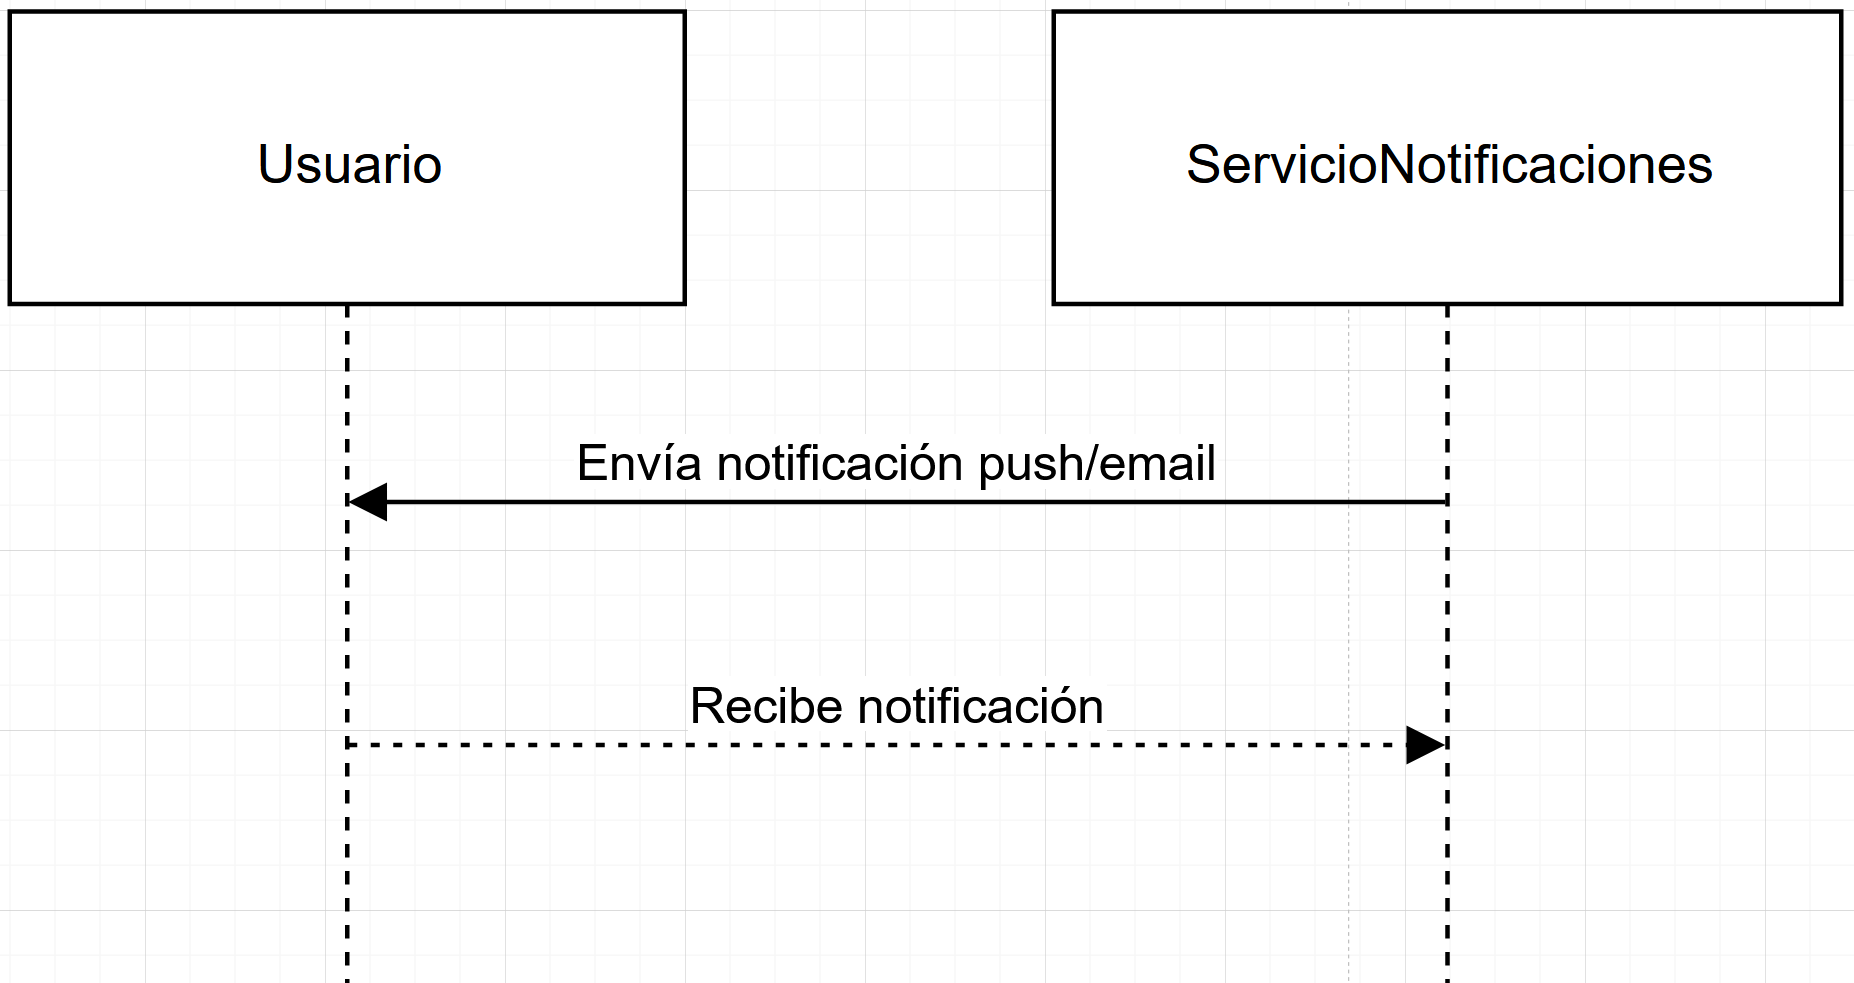 Usuario
ServicioNotificaciones
Envía notificación push/email
Recibe notificación